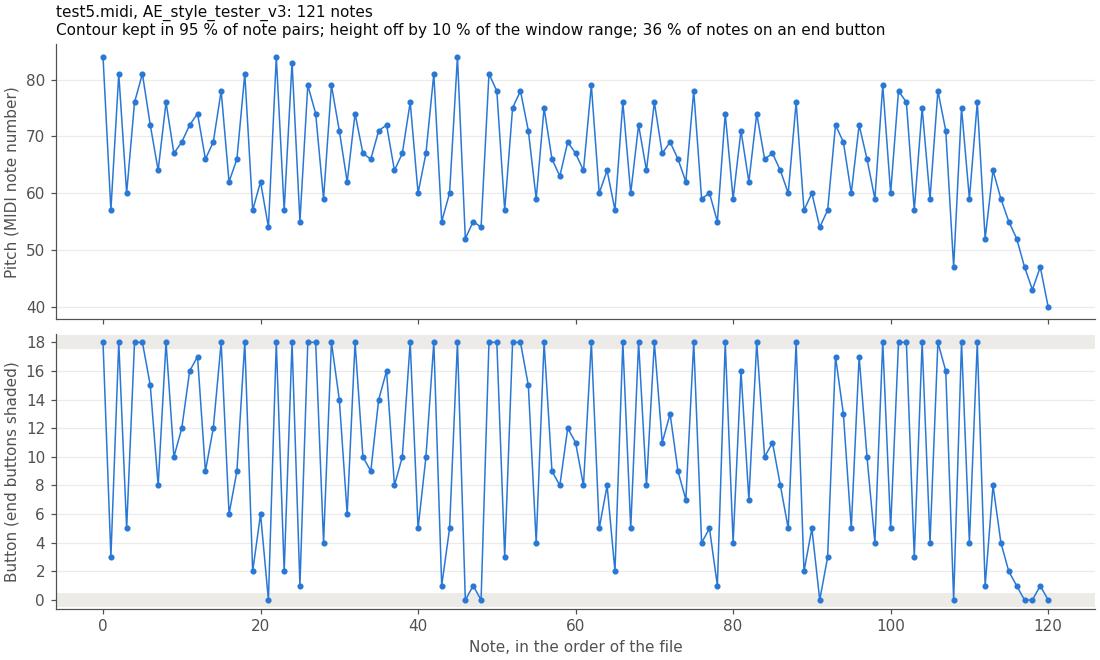 test5.midi, AE_style_tester_v3: 121 notes
Contour kept in 95 % of note pairs; height off by 10 % of the window range; 36 % of notes on an end button
Pitch (MIDI note number)
80
70
60
50
40
Button (end buttons shaded)
18
16
14
12
10
8
6
4
2
0
0 20 40 60 80 100 120
Note, in the order of the file